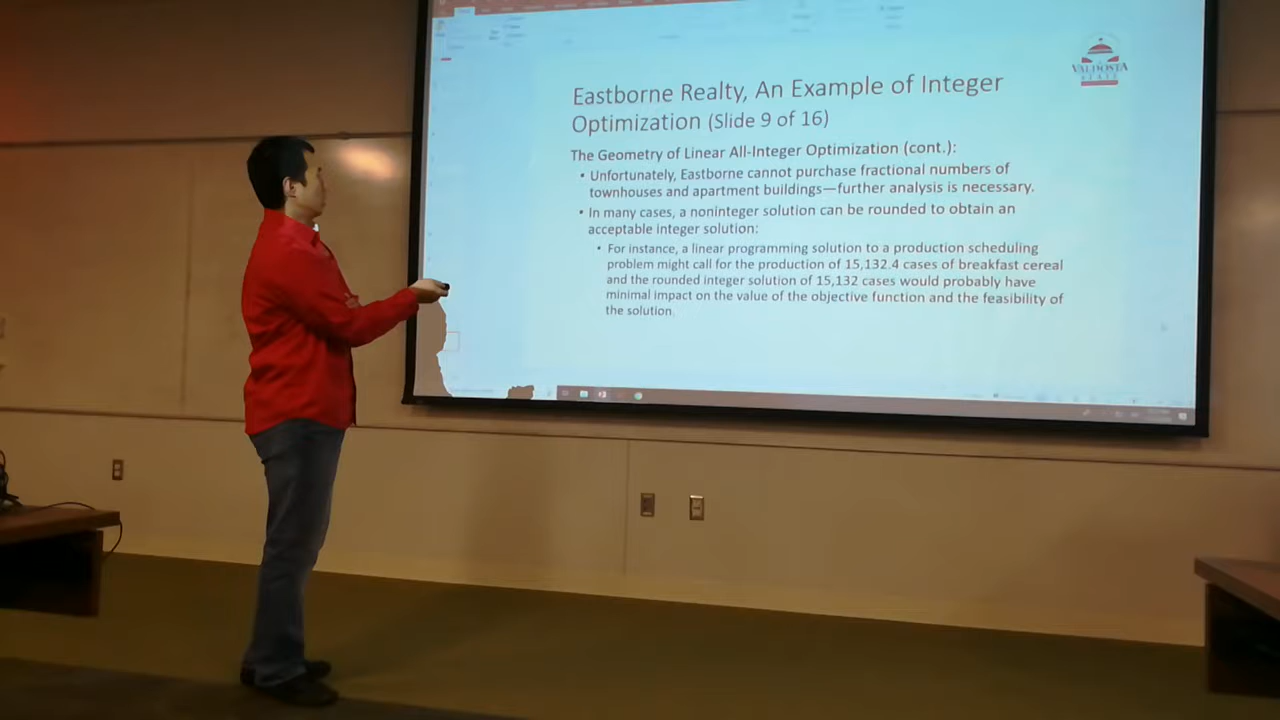 VALDOSTA
STATE
Eastborne Realty, An Example of Integer
Optimization (Slide 9 of 16)
The Geometry of Linear All-Integer Optimization (cont.):
• Unfortunately, Eastborne cannot purchase fractional numbers of
townhouses and apartment buildings—further analysis is necessary.
• In many cases, a noninteger solution can be rounded to obtain an
acceptable integer solution:
• For instance, a linear programming solution to a production scheduling
problem might call for the production of 15,132.4 cases of breakfast cereal
and the rounded integer solution of 15,132 cases would probably have
minimal impact on the value of the objective function and the feasibility of
the solution.